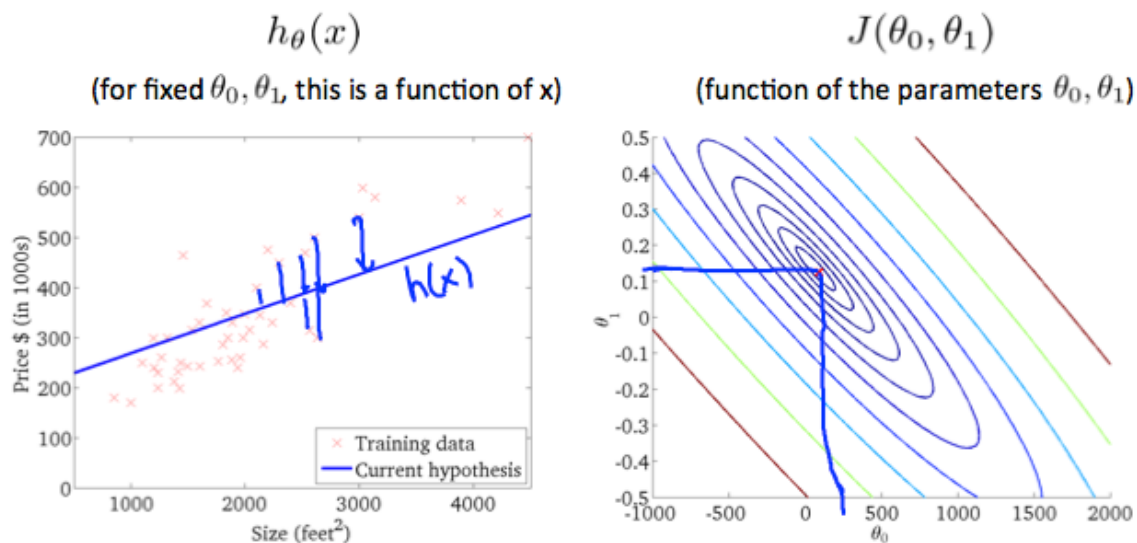 h_θ(x)
(for fixed θ₀, θ₁, this is a function of x)
700
600
500
400
300
200
100
0
Price $ (in 1000s)
1000
2000
3000
4000
Size (feet²)
h(x)
Training data
Current hypothesis
J(θ₀, θ₁)
(function of the parameters θ₀, θ₁)
0.5
0.4
0.3
0.2
0.1
0
-0.1
-0.2
-0.3
-0.4
-0.5
θ₁
-1000
-500
0
500
1000
1500
2000
θ₀